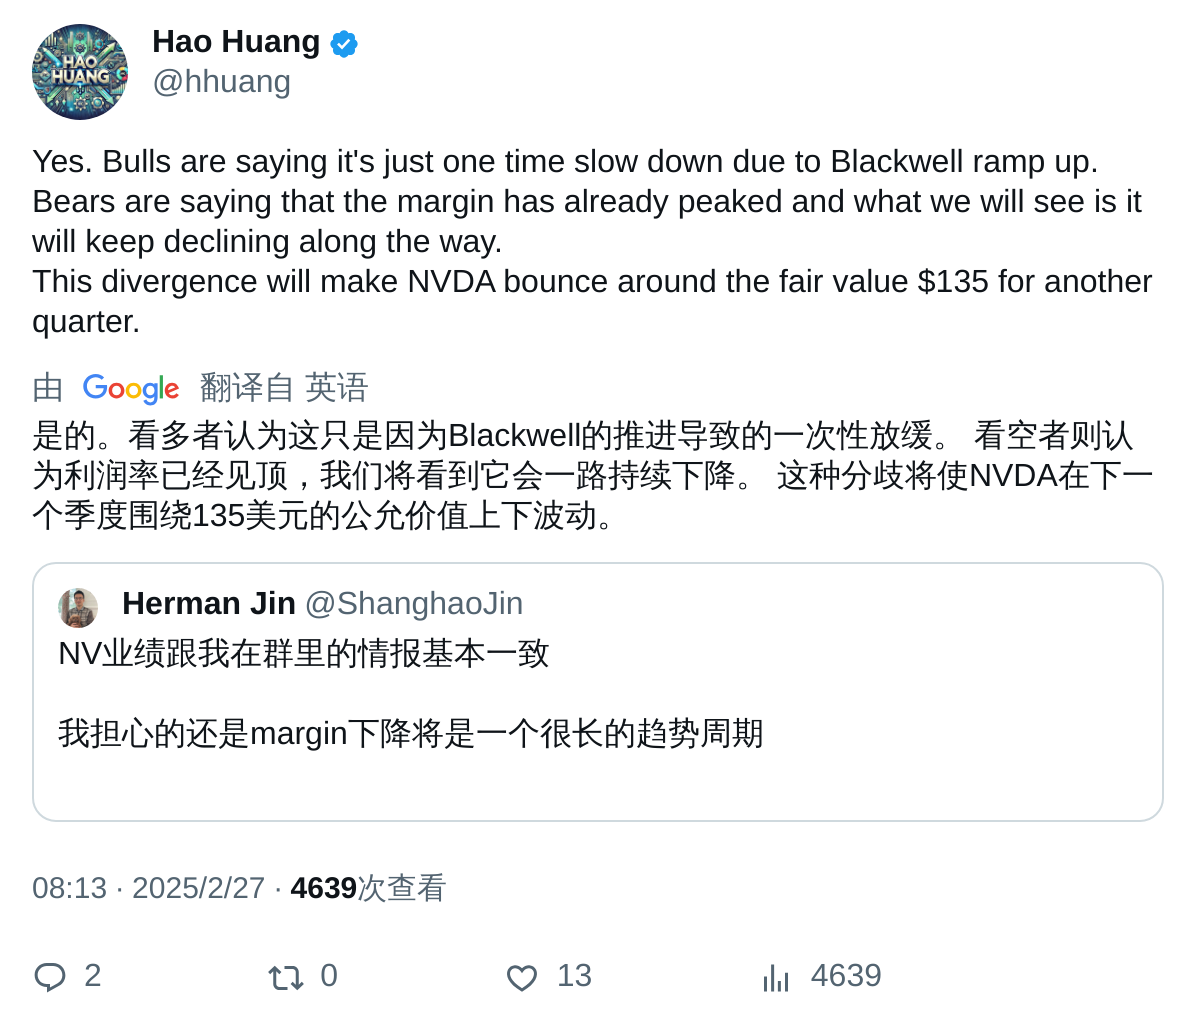 Hao Huang
@hhuang
HAO
HUANG
Yes. Bulls are saying it's just one time slow down due to Blackwell ramp up.
Bears are saying that the margin has already peaked and what we will see is it
will keep declining along the way.
This divergence will make NVDA bounce around the fair value $135 for another
quarter.
由 Google 翻译自 英语
是的。看多者认为这只是因为Blackwell的推进导致的一次性放缓。 看空者则认
为利润率已经见顶，我们将看到它会一路持续下降。 这种分歧将使NVDA在下一
个季度围绕135美元的公允价值上下波动。
Herman Jin @ShanghaoJin
NV业绩跟我在群里的情报基本一致
我担心的还是margin下降将是一个很长的趋势周期
08:13 · 2025/2/27 · 4639次查看
2 0 13 4639